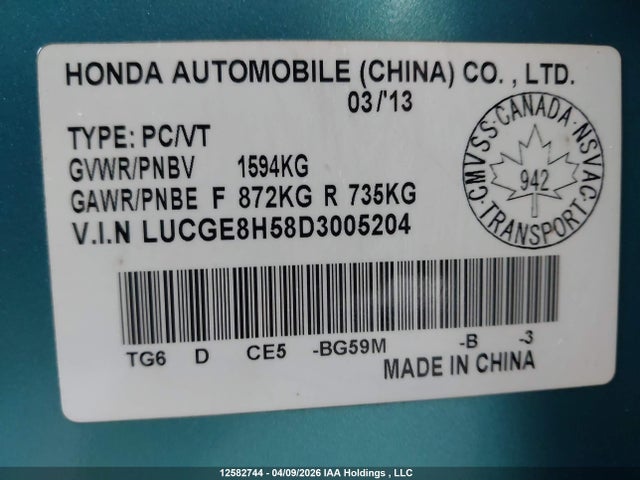 HONDA AUTOMOBILE (CHINA) CO. , LTD.
03/'13
TYPE: PC/VT
GVWR/PNBV 1594KG
GAWR/PNBE F 872KG R 735KG
V.I.N LUCGE8H58D3005204
CMVSS·CANADA·NSVAC·TRANSPORT·
942
TG6 D CE5 -BG59M -B -3
MADE IN CHINA
12582744 - 04/09/2026 IAA Holdings , LLC